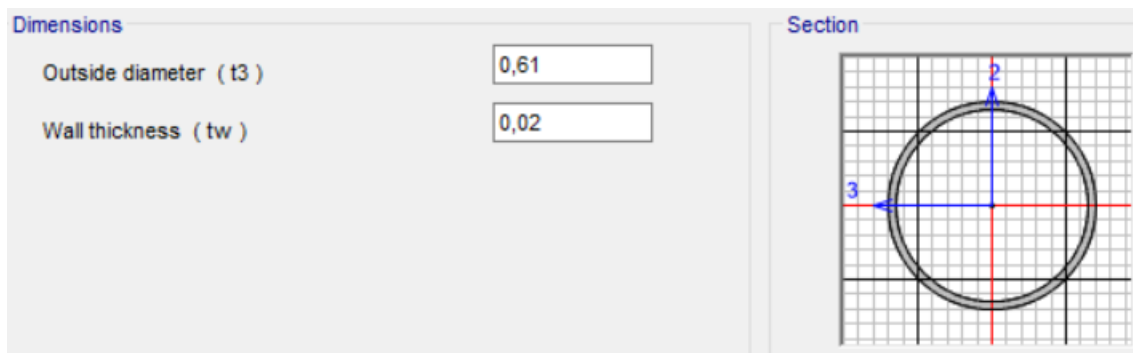 Dimensions
Outside diameter ( t3 )
0,61
Wall thickness ( tw )
0,02
Section
2
3